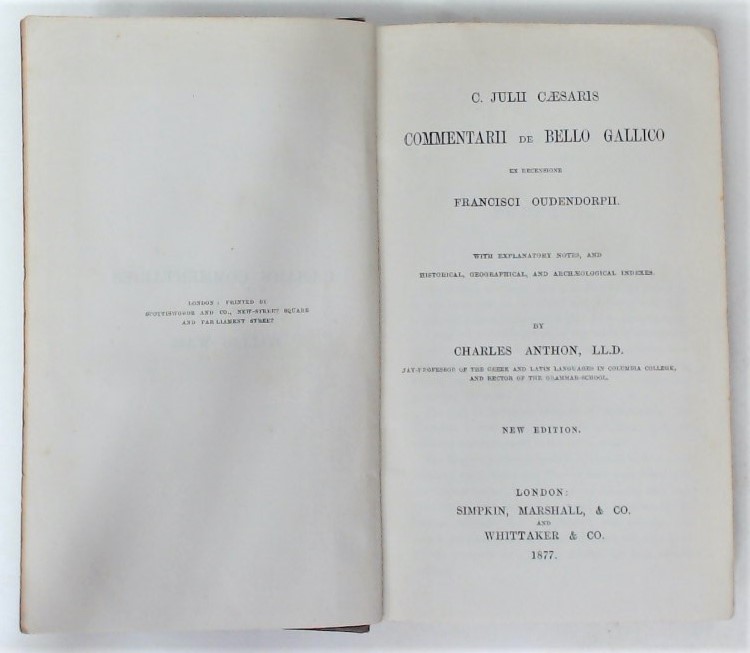 LONDON: PRINTED BY
SPOTTISWOODE AND CO., NEW-STREET SQUARE
AND PARLIAMENT STREET
C. JULII CÆSARIS
COMMENTARII DE BELLO GALLICO
EX RECENSIONE
FRANCISCI OUDENDORPII.
WITH EXPLANATORY NOTES, AND
HISTORICAL, GEOGRAPHICAL, AND ARCHÆOLOGICAL INDEXES.
BY
CHARLES ANTHON, LL.D.
JAY-PROFESSOR OF THE GREEK AND LATIN LANGUAGES IN COLUMBIA COLLEGE,
AND RECTOR OF THE GRAMMAR-SCHOOL.
NEW EDITION.
LONDON:
SIMPKIN, MARSHALL, & CO.
AND
WHITTAKER & CO.
1877.